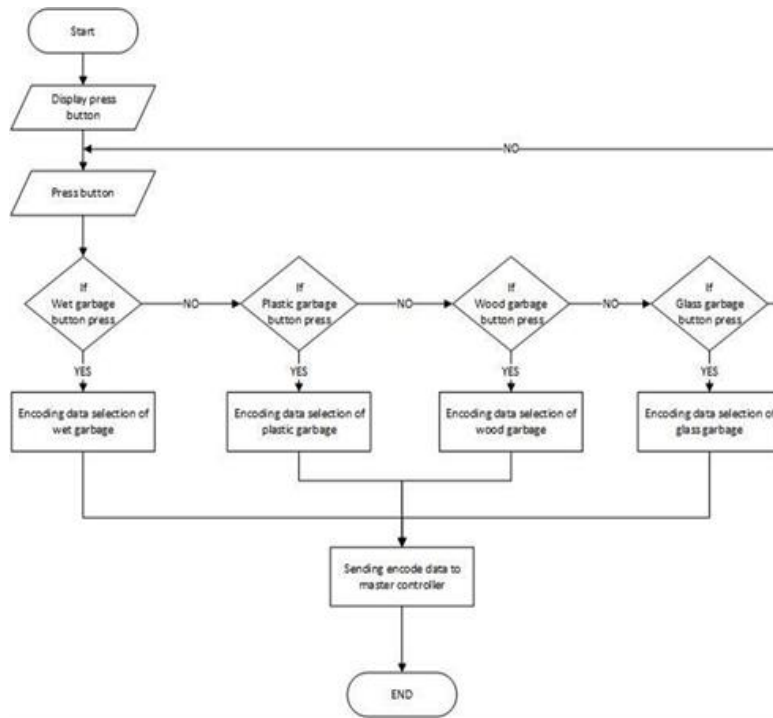 Start
Display press
button
NO
Press button
If
Wet garbage
button press
NO
If
Plastic garbage
button press
NO
If
Wood garbage
button press
NO
If
Glass garbage
button press
YES
YES
YES
YES
Encoding data selection of
wet garbage
Encoding data selection of
plastic garbage
Encoding data selection of
wood garbage
Encoding data selection of
glass garbage
Sending encode data to
master controller
END